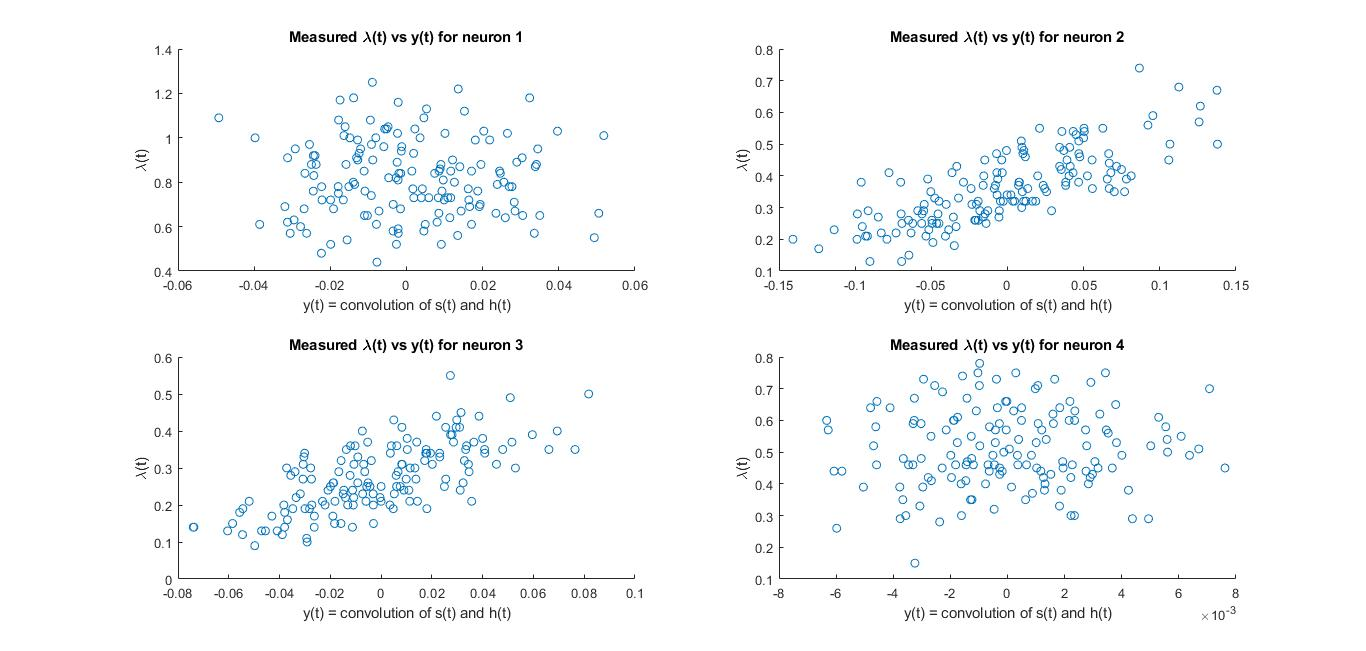 Measured λ(t) vs y(t) for neuron 1
1.4
1.2
1
0.8
0.6
0.4
λ(t)
-0.06 -0.04 -0.02 0 0.02 0.04 0.06
y(t) = convolution of s(t) and h(t)
Measured λ(t) vs y(t) for neuron 2
0.8
0.7
0.6
0.5
0.4
0.3
0.2
0.1
λ(t)
-0.15 -0.1 -0.05 0 0.05 0.1 0.15
y(t) = convolution of s(t) and h(t)
Measured λ(t) vs y(t) for neuron 3
0.6
0.5
0.4
0.3
0.2
0.1
0
λ(t)
-0.08 -0.06 -0.04 -0.02 0 0.02 0.04 0.06 0.08 0.1
y(t) = convolution of s(t) and h(t)
Measured λ(t) vs y(t) for neuron 4
0.8
0.7
0.6
0.5
0.4
0.3
0.2
0.1
λ(t)
-8 -6 -4 -2 0 2 4 6 8
y(t) = convolution of s(t) and h(t)
×10⁻³